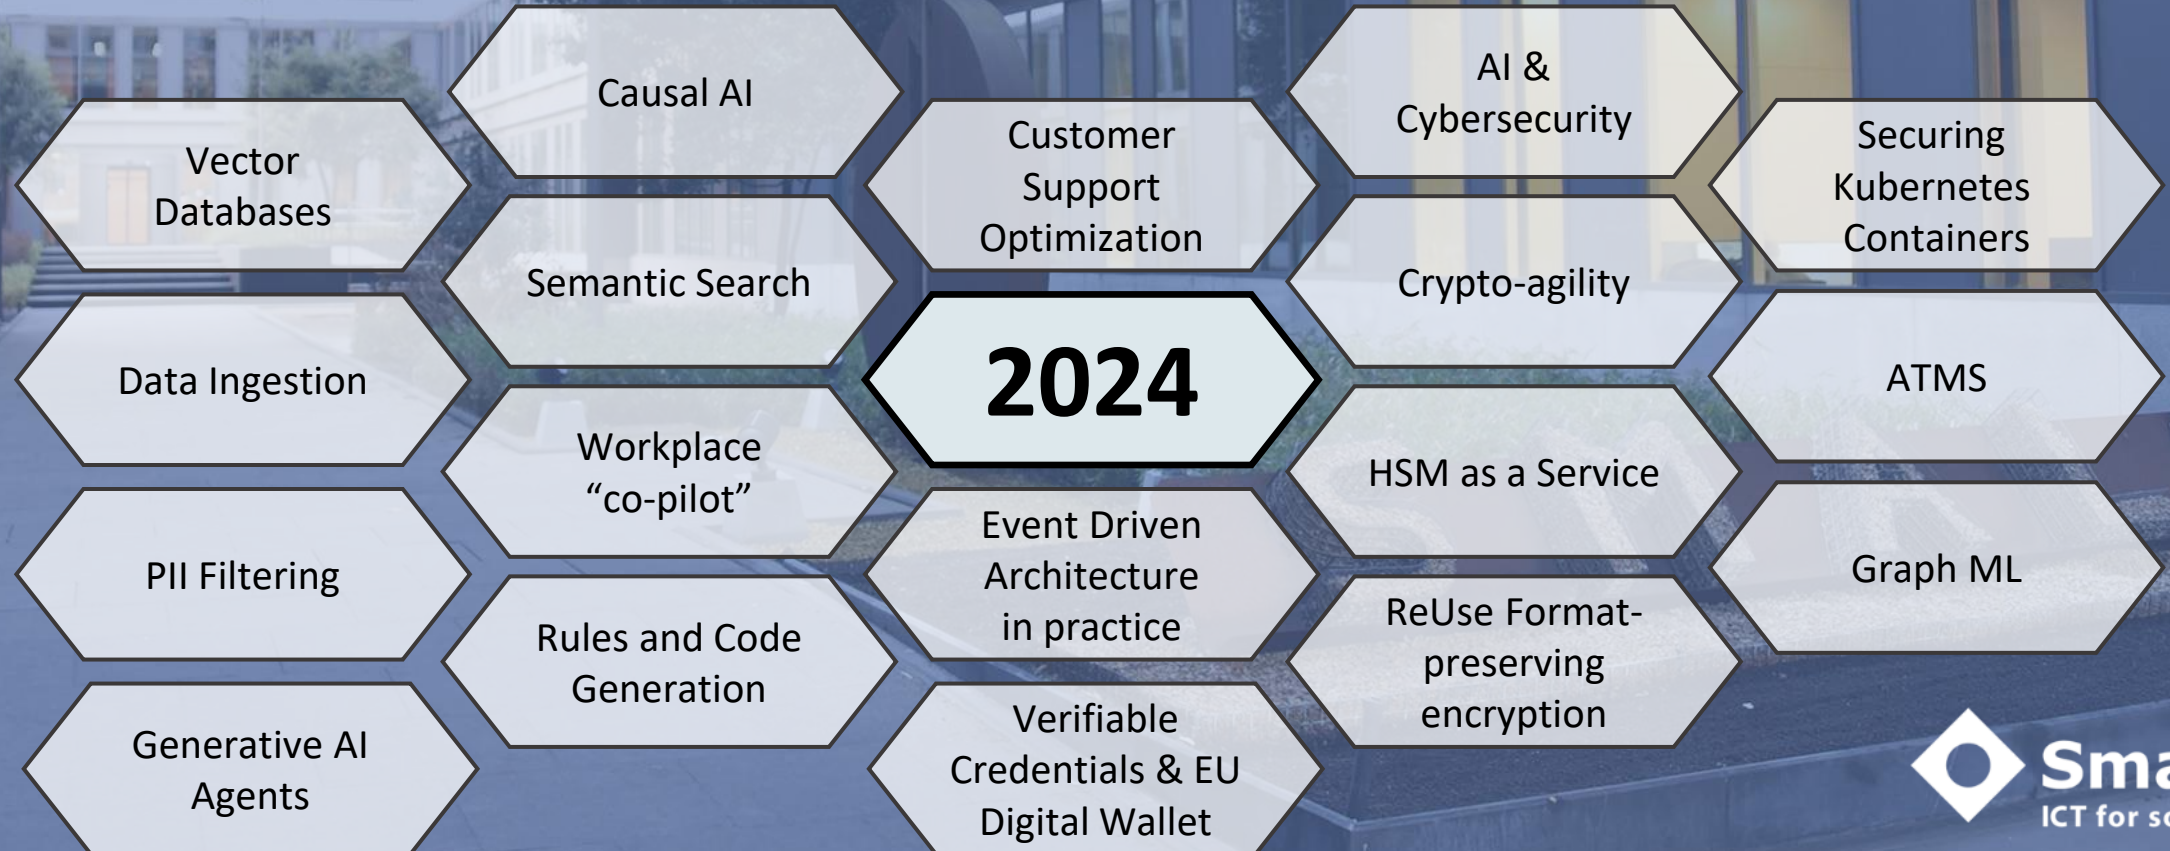 Causal AI
AI &
Cybersecurity
Vector
Databases
Customer
Support
Optimization
Securing
Kubernetes
Containers
Semantic Search
Crypto-agility
Data Ingestion
2024
ATMS
Workplace
“co-pilot”
HSM as a Service
PII Filtering
Event Driven
Architecture
in practice
Graph ML
Rules and Code
Generation
ReUse Format-
preserving
encryption
Generative AI
Agents
Verifiable
Credentials & EU
Digital Wallet
ICT for